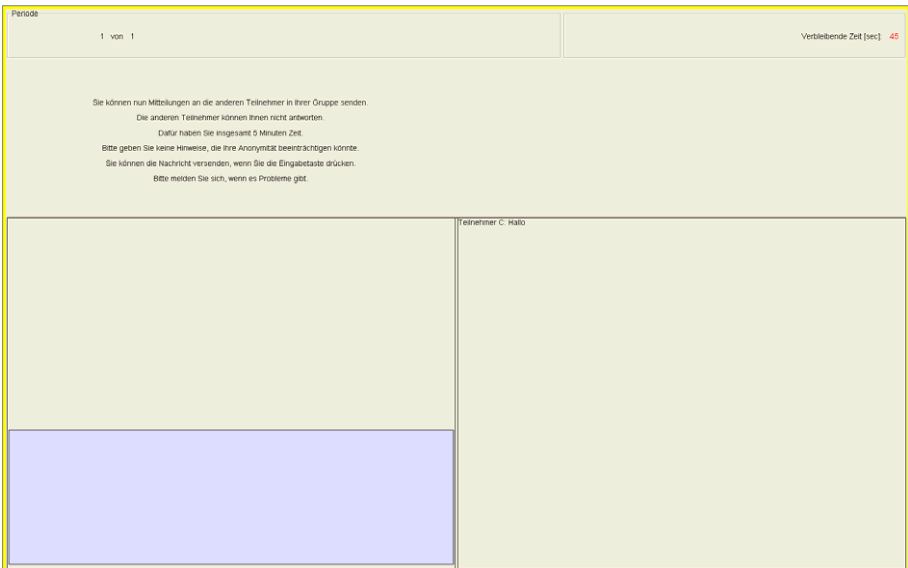 Periode
1 von 1
Verbleibende Zeit [sec]: 45
Sie können nun Mitteilungen an die anderen Teilnehmer in Ihrer Gruppe senden.
Die anderen Teilnehmer können Ihnen nicht antworten.
Dafür haben Sie insgesamt 5 Minuten Zeit.
Bitte geben Sie keine Hinweise, die Ihre Anonymität beeinträchtigen könnte.
Sie können die Nachricht versenden, wenn Sie die Eingabetaste drücken.
Bitte melden Sie sich, wenn es Probleme gibt.
Teilnehmer C: Hallo